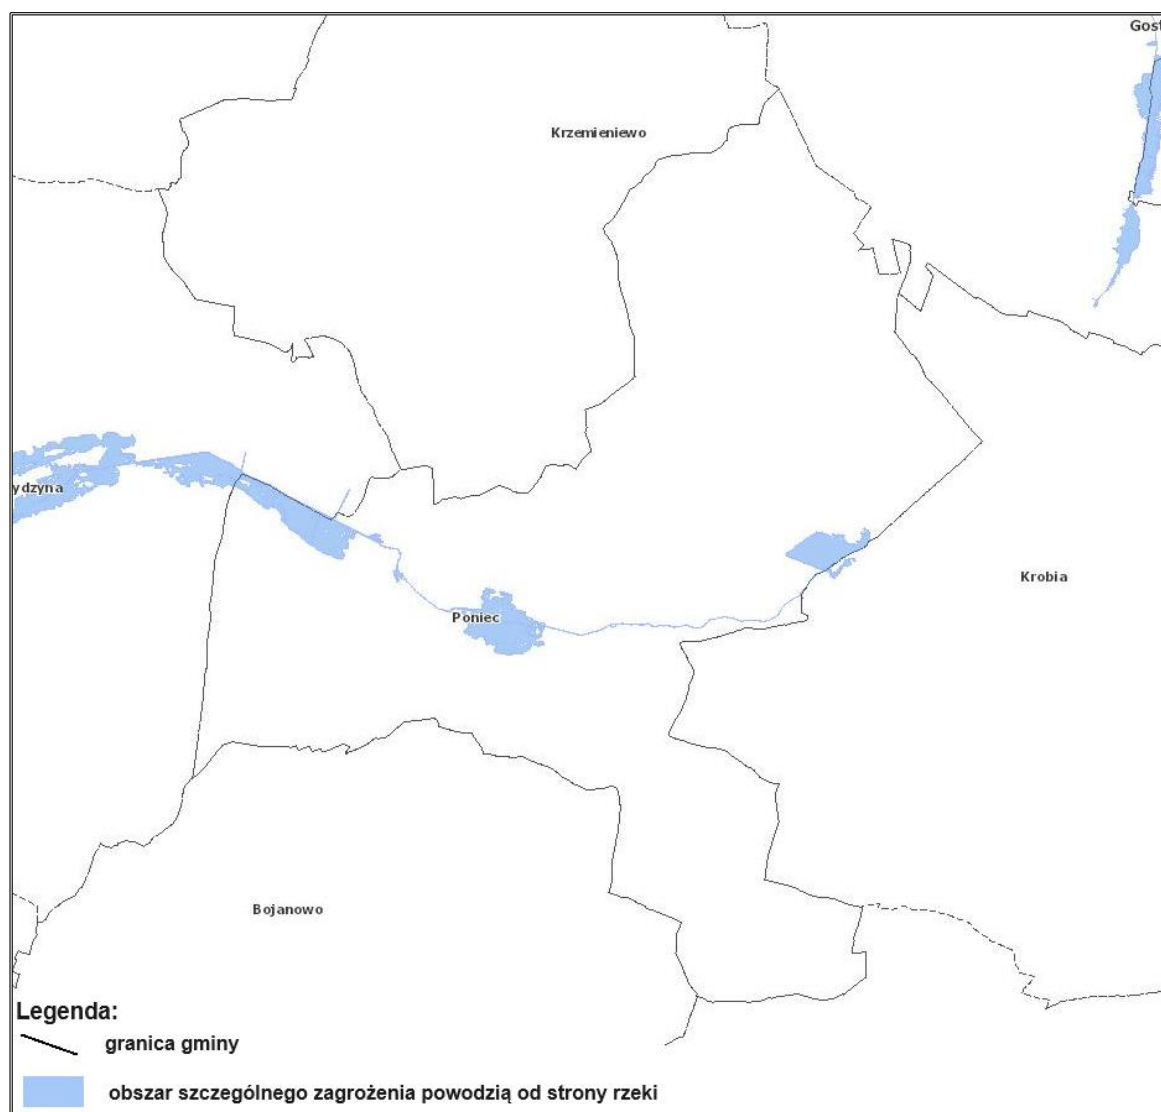 Gost
Krzemieniewo
ydzyna
Krobia
Poniec
Bojanowo
Legenda:
granica gminy
obszar szczególnego zagrożenia powodzią od strony rzeki